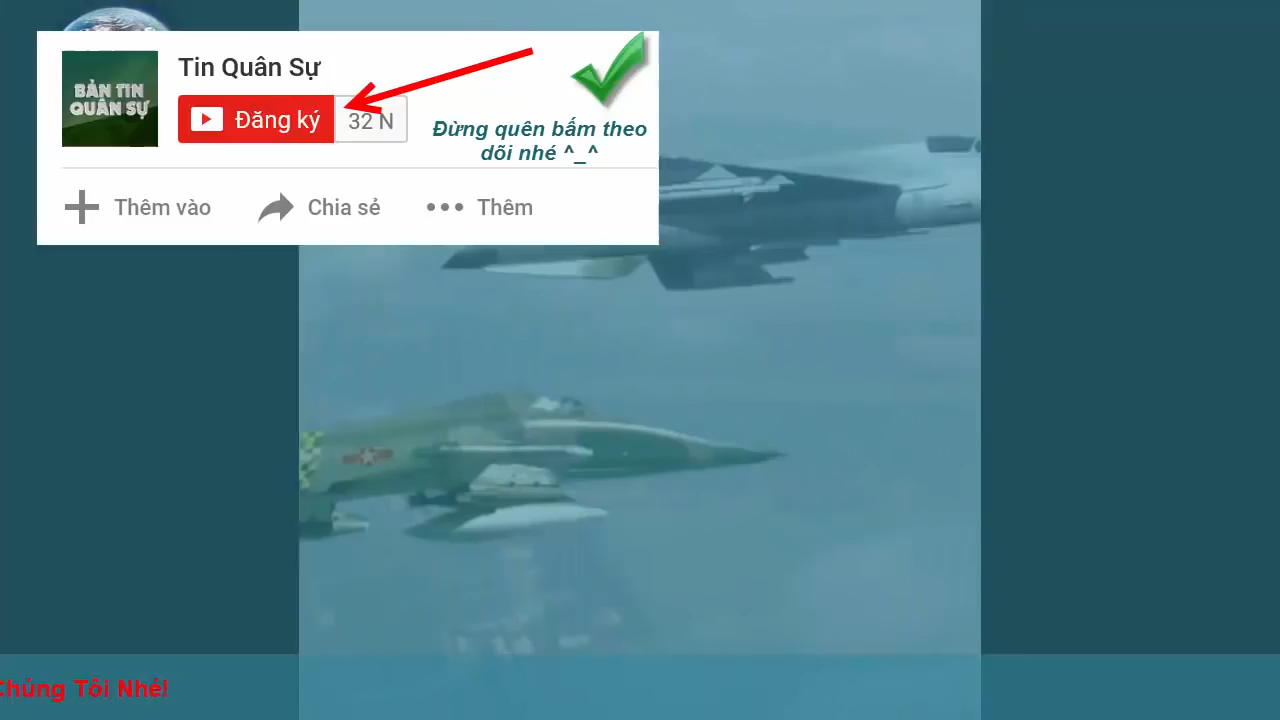 BẢN TIN
QUÂN SỰ
Tin Quân Sự
Đăng ký
32 N
Đừng quên bấm theo
dõi nhé ^_^
Thêm vào
Chia sẻ
Thêm
Chúng Tôi Nhé!